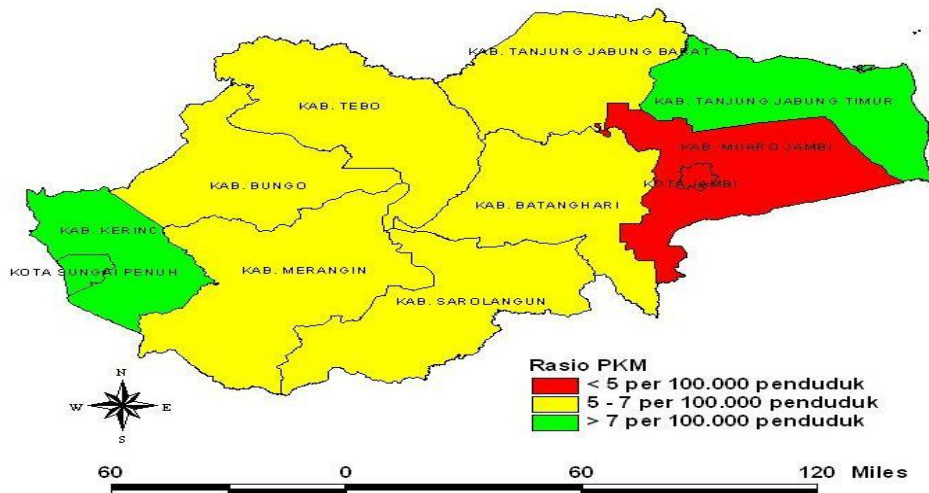 KAB. TANJUNG JABUNG BARAT
KAB. TEBO
KAB. TANJUNG JABUNG TIMUR
KAB. MUARO JAMBI
KAB. BUNGO
KOTA JAMBI
KAB. BATANGHARI
KAB. KERINCI
KOTA SUNGAI PENUH
KAB. MERANGIN
KAB. SAROLANGUN
Rasio PKM
< 5 per 100.000 penduduk
5 - 7 per 100.000 penduduk
> 7 per 100.000 penduduk
N
W E
S
60 0 60 120 Miles